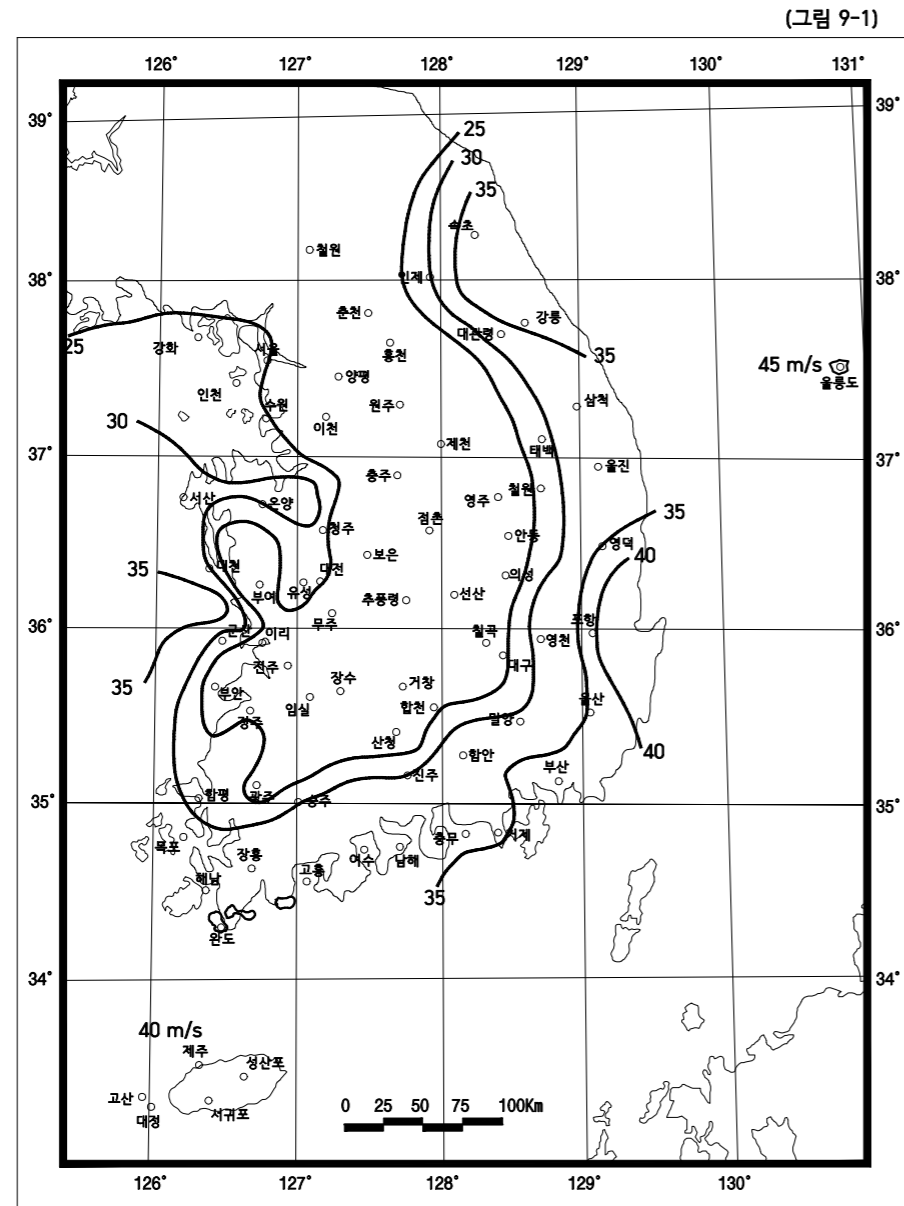 (그림 9-1)
126° 127° 128° 129° 130° 131°
39° 39°
25
30
35
속초
철원
인제
38° 38°
춘천
강릉
대관령
홍천
25
강화
서울
35
45 m/s
울릉도
양평
인천
수원
원주
삼척
이천
30
제천
태백
37° 37°
울진
충주
서산
온양
영주
철원
점촌
35
청주
안동
영덕
보은
40
대천
대전
35
의성
부여
유성
추풍령
선산
무주
포항
36° 36°
군산
이리
칠곡
영천
대구
전주
장수
거창
35
부안
임실
합천
울산
정주
밀양
산청
40
함안
진주
부산
함평
광주
승주
35° 35°
충무
거제
목포
장흥
여수
남해
고흥
해남
35
완도
34° 34°
40 m/s
제주
성산포
고산
대정
서귀포
0 25 50 75 100Km
126° 127° 128° 129° 130°